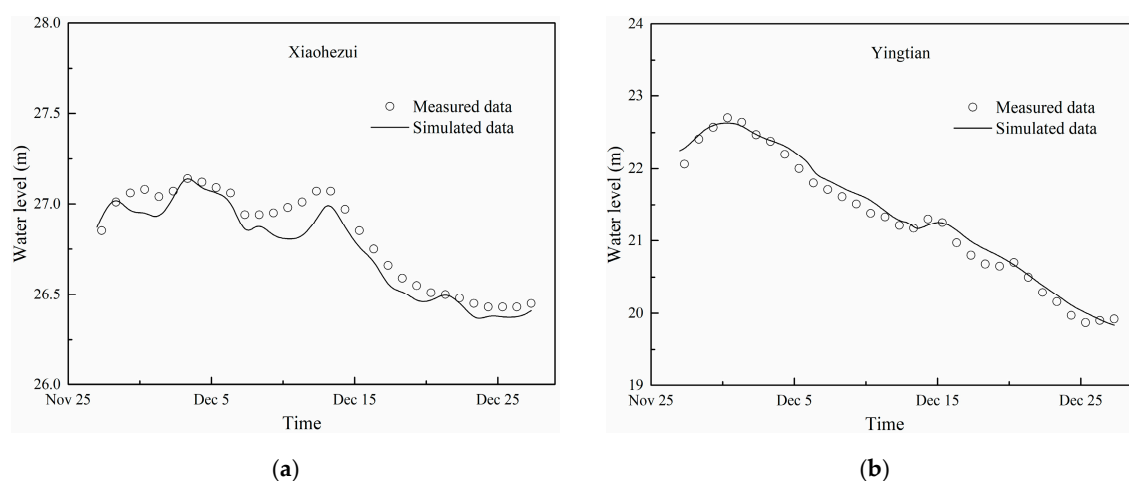 Xiaohezui
Measured data
Simulated data
28.0
27.5
27.0
26.5
26.0
Water level (m)
Nov 25
Dec 5
Dec 15
Dec 25
Time
(a)
Yingtian
Measured data
Simulated data
24
23
22
21
20
19
Water level (m)
Nov 25
Dec 5
Dec 15
Dec 25
Time
(b)